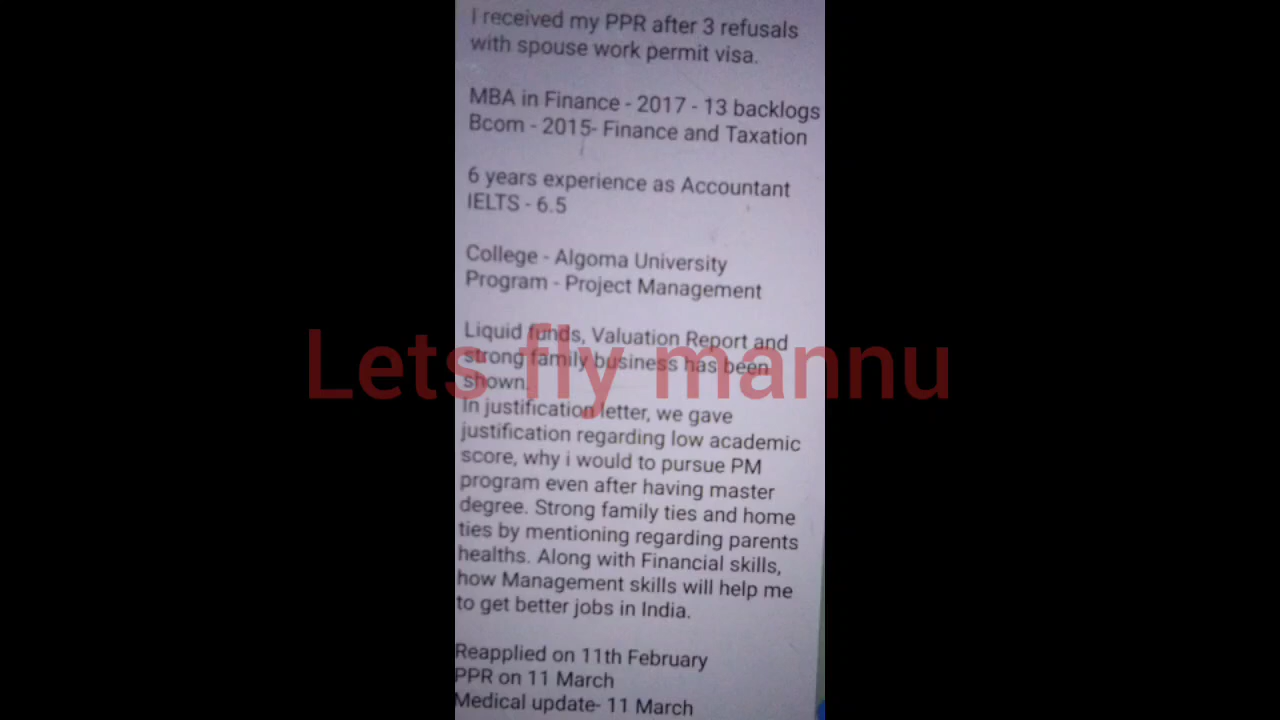 I received my PPR after 3 refusals
with spouse work permit visa.
MBA in Finance - 2017 - 13 backlogs
Bcom - 2015- Finance and Taxation
6 years experience as Accountant
IELTS - 6.5
College - Algoma University
Program - Project Management
Liquid funds, Valuation Report and
strong family business has been
shown.
In justification letter, we gave
justification regarding low academic
score, why i would to pursue PM
program even after having master
degree. Strong family ties and home
ties by mentioning regarding parents
healths. Along with Financial skills,
how Management skills will help me
to get better jobs in India.
Reapplied on 11th February
PPR on 11 March
Medical update- 11 March
Lets fly mannu